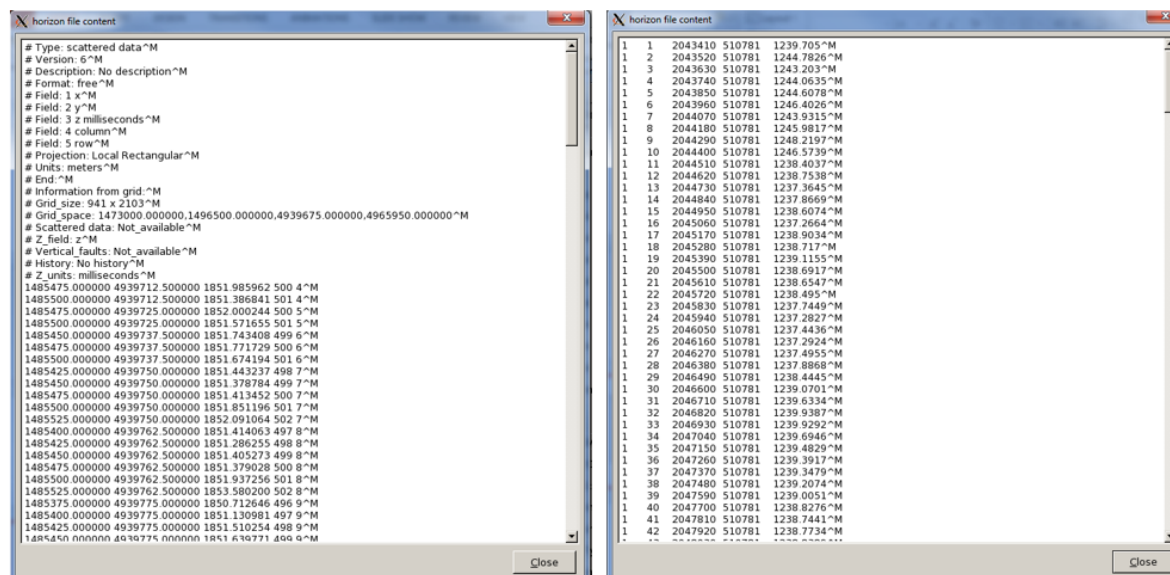 horizon file content
# Type: scattered data^M
# Version: 6^M
# Description: No description^M
# Format: free^M
# Field: 1 x^M
# Field: 2 y^M
# Field: 3 z milliseconds^M
# Field: 4 column^M
# Field: 5 row^M
# Projection: Local Rectangular^M
# Units: meters^M
# End:^M
# Information from grid:^M
# Grid_size: 941 x 2103^M
# Grid_space: 1473000.000000,1496500.000000,4939675.000000,4965950.000000^M
# Scattered data: Not_available^M
# Z_field: z^M
# Vertical_faults: Not_available^M
# History: No history^M
# Z_units: milliseconds^M
1485475.000000 4939712.500000 1851.985962 500 4^M
1485500.000000 4939712.500000 1851.386841 501 4^M
1485475.000000 4939725.000000 1852.000244 500 5^M
1485500.000000 4939725.000000 1851.571655 501 5^M
1485450.000000 4939737.500000 1851.743408 499 6^M
1485475.000000 4939737.500000 1851.771729 500 6^M
1485500.000000 4939737.500000 1851.674194 501 6^M
1485425.000000 4939750.000000 1851.443237 498 7^M
1485450.000000 4939750.000000 1851.378784 499 7^M
1485475.000000 4939750.000000 1851.413452 500 7^M
1485500.000000 4939750.000000 1851.851196 501 7^M
1485525.000000 4939750.000000 1852.091064 502 7^M
1485400.000000 4939762.500000 1851.414063 497 8^M
1485425.000000 4939762.500000 1851.286255 498 8^M
1485450.000000 4939762.500000 1851.405273 499 8^M
1485475.000000 4939762.500000 1851.379028 500 8^M
1485500.000000 4939762.500000 1851.937256 501 8^M
1485525.000000 4939762.500000 1853.580200 502 8^M
1485375.000000 4939775.000000 1850.712646 496 9^M
1485400.000000 4939775.000000 1851.130981 497 9^M
1485425.000000 4939775.000000 1851.510254 498 9^M
1485450.000000 4939775.000000 1851.639771 499 9^M
Close
horizon file content
1 1 2043410 510781 1239.705^M
1 2 2043520 510781 1244.7826^M
1 3 2043630 510781 1243.203^M
1 4 2043740 510781 1244.0635^M
1 5 2043850 510781 1244.6078^M
1 6 2043960 510781 1246.4026^M
1 7 2044070 510781 1243.9315^M
1 8 2044180 510781 1245.9817^M
1 9 2044290 510781 1248.2197^M
1 10 2044400 510781 1246.5739^M
1 11 2044510 510781 1238.4037^M
1 12 2044620 510781 1238.7538^M
1 13 2044730 510781 1237.3645^M
1 14 2044840 510781 1237.8669^M
1 15 2044950 510781 1238.6074^M
1 16 2045060 510781 1237.2664^M
1 17 2045170 510781 1238.9034^M
1 18 2045280 510781 1238.717^M
1 19 2045390 510781 1239.1155^M
1 20 2045500 510781 1238.6917^M
1 21 2045610 510781 1238.6547^M
1 22 2045720 510781 1238.495^M
1 23 2045830 510781 1237.7449^M
1 24 2045940 510781 1237.2827^M
1 25 2046050 510781 1237.4436^M
1 26 2046160 510781 1237.2924^M
1 27 2046270 510781 1237.4955^M
1 28 2046380 510781 1237.8868^M
1 29 2046490 510781 1238.4445^M
1 30 2046600 510781 1239.0701^M
1 31 2046710 510781 1239.6334^M
1 32 2046820 510781 1239.9387^M
1 33 2046930 510781 1239.9292^M
1 34 2047040 510781 1239.6946^M
1 35 2047150 510781 1239.4829^M
1 36 2047260 510781 1239.3917^M
1 37 2047370 510781 1239.3479^M
1 38 2047480 510781 1239.2074^M
1 39 2047590 510781 1239.0051^M
1 40 2047700 510781 1238.8276^M
1 41 2047810 510781 1238.7441^M
1 42 2047920 510781 1238.7734^M
Close